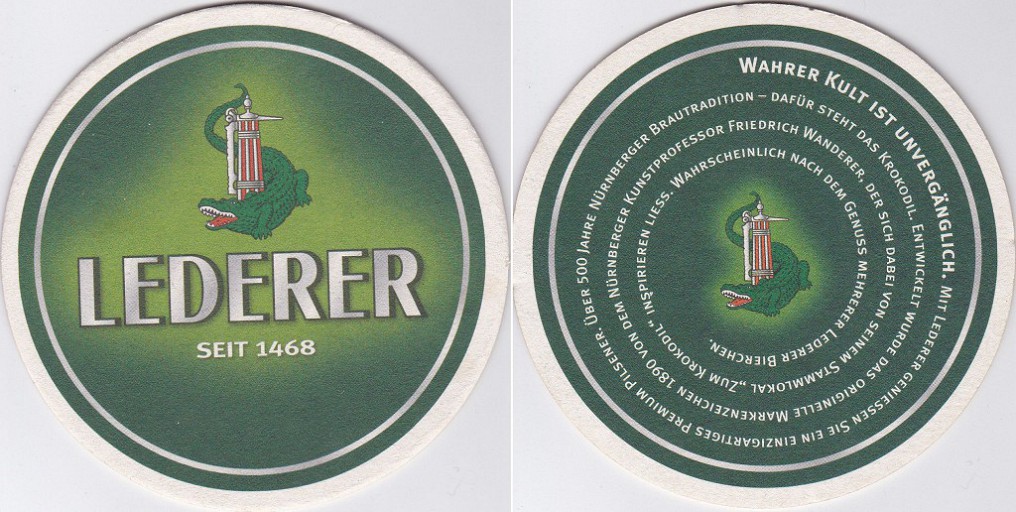 LEDERER
SEIT 1468
WAHRER KULT IST UNVERGÄNGLICH. MIT LEDERER GENIESSEN SIE EIN EINZIGARTIGES PREMIUM PILSENER. ÜBER 500 JAHRE NÜRNBERGER BRAUTRADITION – DAFÜR STEHT DAS KROKODIL. ENTWICKELT WURDE DAS ORIGINELLE MARKENZEICHEN 1890 VON DEM NÜRNBERGER KUNSTPROFESSOR FRIEDRICH WANDERER, DER SICH DABEI VON SEINEM STAMMLOKAL „ZUM KROKODIL“ INSPIRIEREN LIESS. WAHRSCHEINLICH NACH DEM GENUSS MEHRERER LEDERER BIERCHEN.